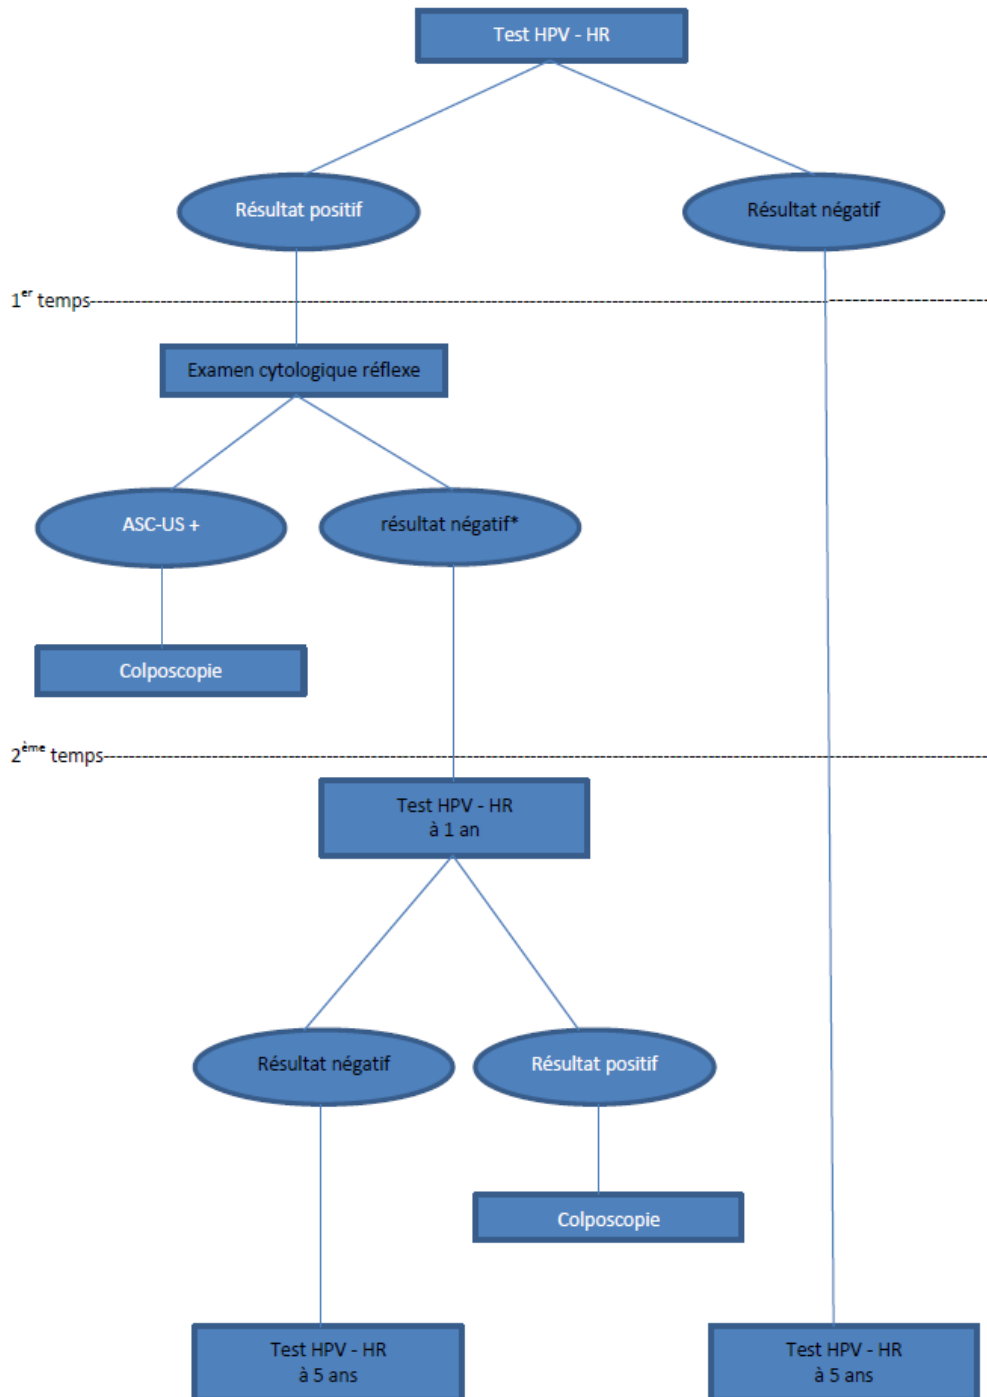 Test HPV - HR
Résultat positif
Résultat négatif
1er temps
Examen cytologique réflexe
ASC-US +
résultat négatif*
Colposcopie
2ème temps
Test HPV - HR
à 1 an
Résultat négatif
Résultat positif
Colposcopie
Test HPV - HR
à 5 ans
Test HPV - HR
à 5 ans